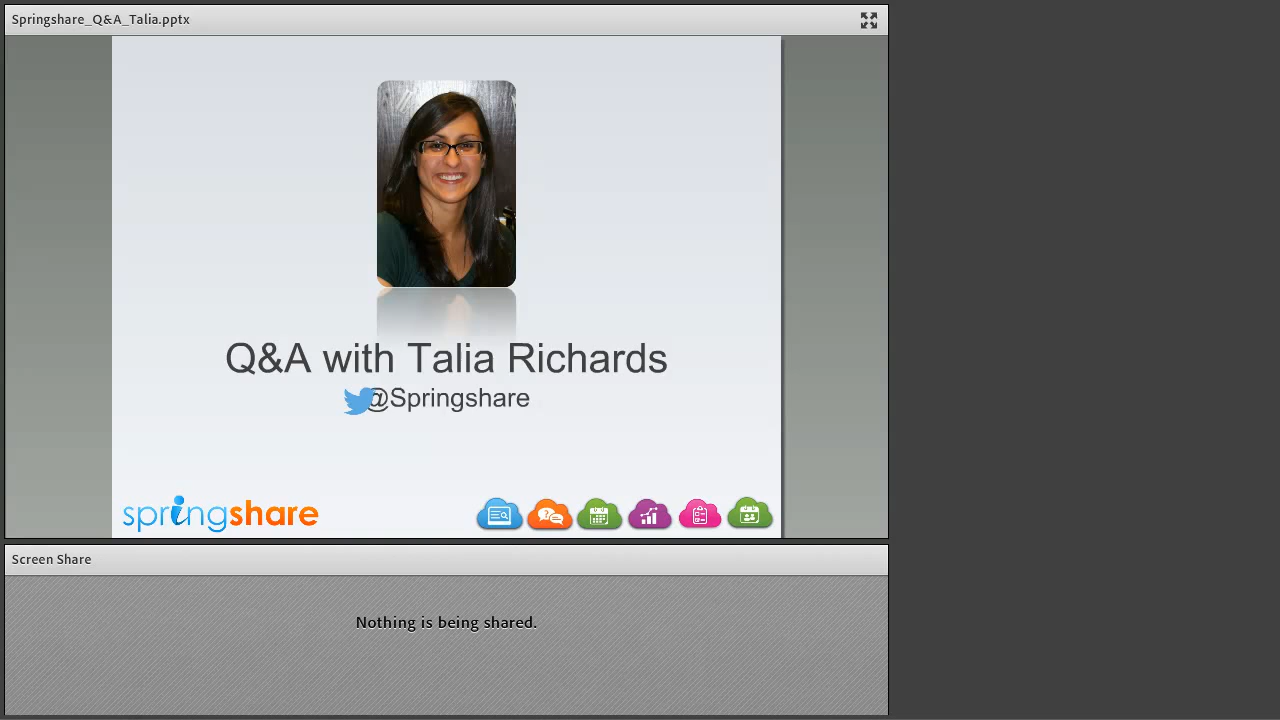 Springshare_Q&A_Talia.pptx
Q&A with Talia Richards
@Springshare
springshare
Screen Share
Nothing is being shared.